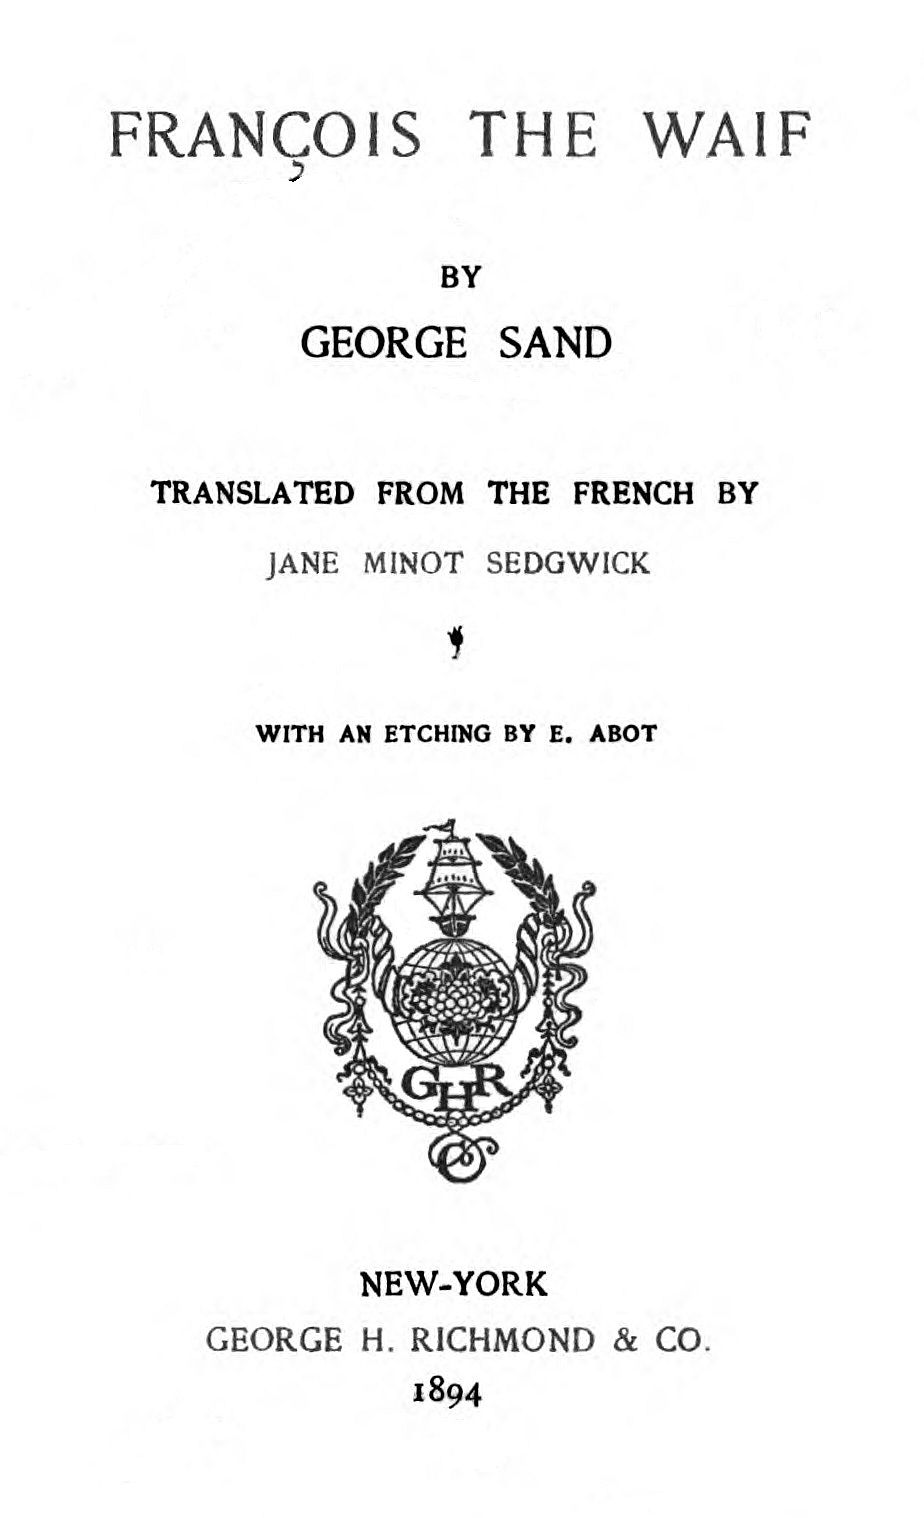 FRANÇOIS THE WAIF
BY
GEORGE SAND
TRANSLATED FROM THE FRENCH BY
JANE MINOT SEDGWICK
WITH AN ETCHING BY E. ABOT
GHR
Co
NEW-YORK
GEORGE H. RICHMOND & CO.
1894